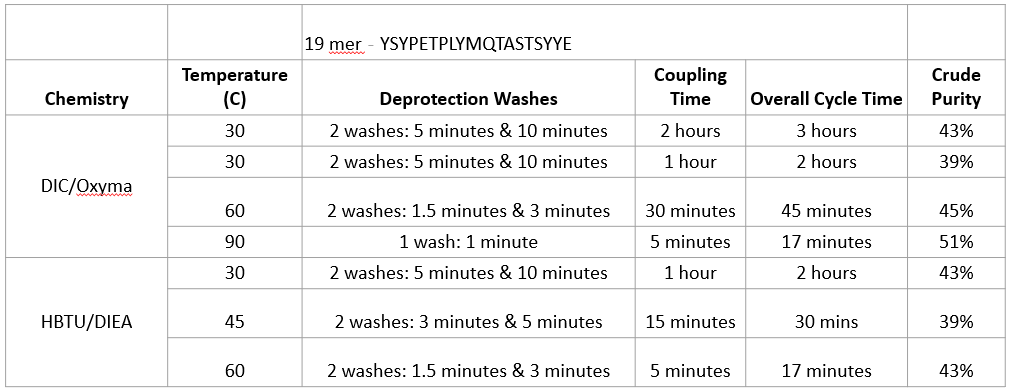 19 mer - YSYPETPLYMQTASTSYYE
Chemistry Temperature (C) Deprotection Washes Coupling Time Overall Cycle Time Crude Purity
DIC/Oxyma 30 2 washes: 5 minutes & 10 minutes 2 hours 3 hours 43%
30 2 washes: 5 minutes & 10 minutes 1 hour 2 hours 39%
60 2 washes: 1.5 minutes & 3 minutes 30 minutes 45 minutes 45%
90 1 wash: 1 minute 5 minutes 17 minutes 51%
HBTU/DIEA 30 2 washes: 5 minutes & 10 minutes 1 hour 2 hours 43%
45 2 washes: 3 minutes & 5 minutes 15 minutes 30 mins 39%
60 2 washes: 1.5 minutes & 3 minutes 5 minutes 17 minutes 43%